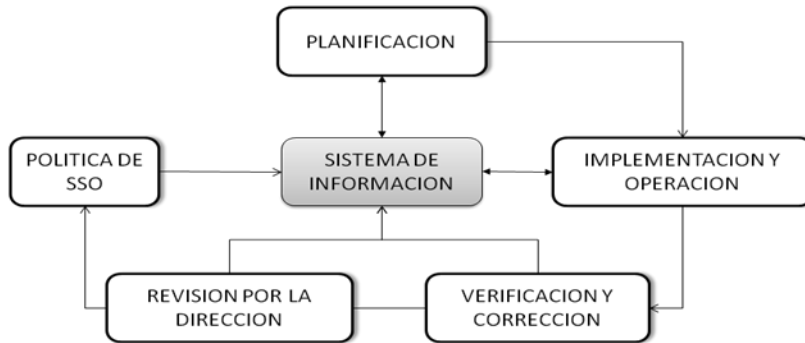 PLANIFICACION
POLITICA DE
SSO
SISTEMA DE
INFORMACION
IMPLEMENTACION Y
OPERACION
REVISION POR LA
DIRECCION
VERIFICACION Y
CORRECCION